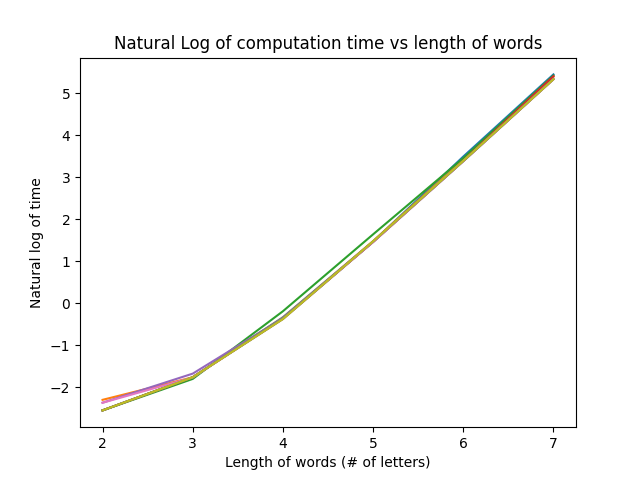 Natural Log of computation time vs length of words
Natural log of time
5
4
3
2
1
0
−1
−2
2 3 4 5 6 7
Length of words (# of letters)